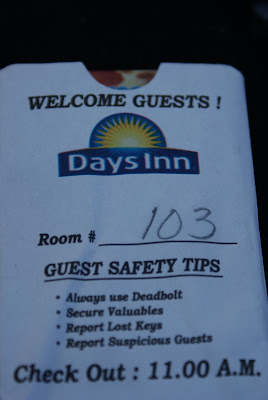 WELCOME GUESTS !
Days Inn
Room # 103
GUEST SAFETY TIPS
• Always use Deadbolt
• Secure Valuables
• Report Lost Keys
• Report Suspicious Guests
Check Out : 11.00 A.M.